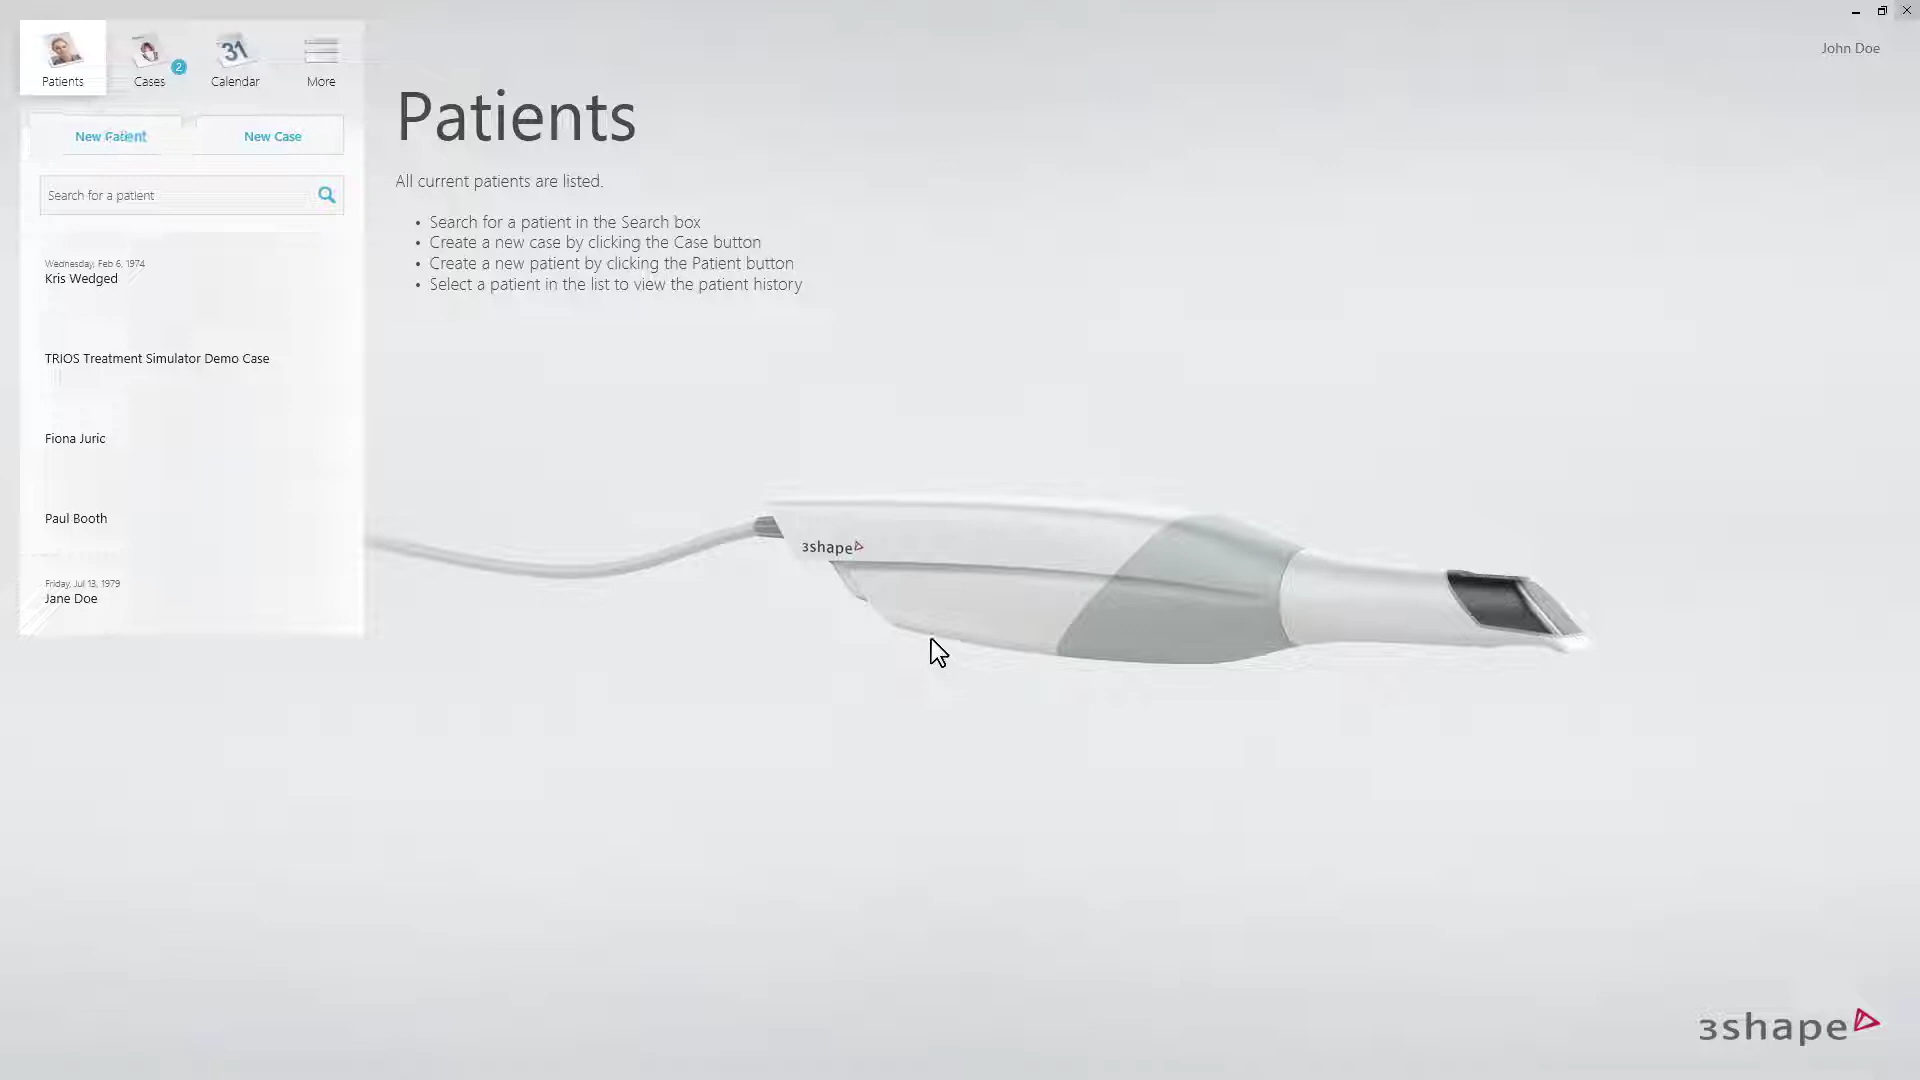 John Doe
Patients
Cases
2
31
Calendar
More
New Patient
New Case
Search for a patient
Wednesday, Feb 6, 1974
Kris Wedged
TRIOS Treatment Simulator Demo Case
Fiona Juric
Paul Booth
Friday, Jul 13, 1979
Jane Doe
Patients
All current patients are listed.
• Search for a patient in the Search box
• Create a new case by clicking the Case button
• Create a new patient by clicking the Patient button
• Select a patient in the list to view the patient history
3shape
3shape